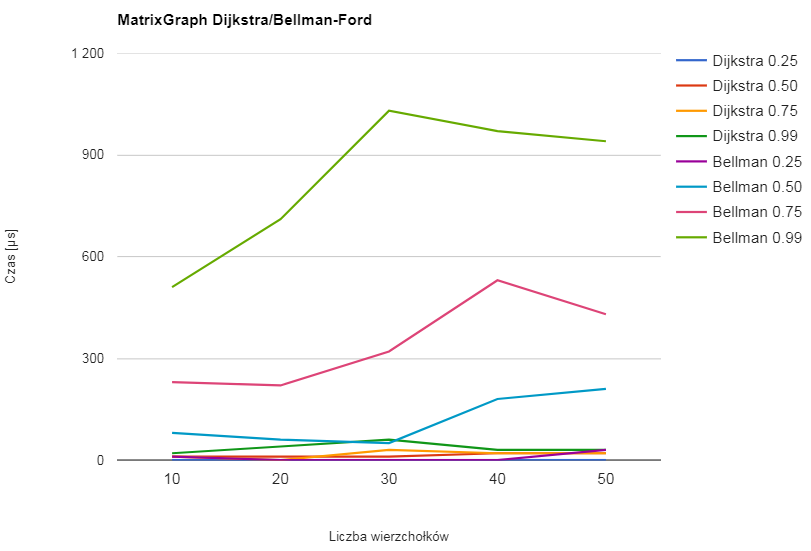 MatrixGraph Dijkstra/Bellman-Ford
1 200
900
600
300
0
Czas [µs]
10 20 30 40 50
Liczba wierzchołków
Dijkstra 0.25
Dijkstra 0.50
Dijkstra 0.75
Dijkstra 0.99
Bellman 0.25
Bellman 0.50
Bellman 0.75
Bellman 0.99